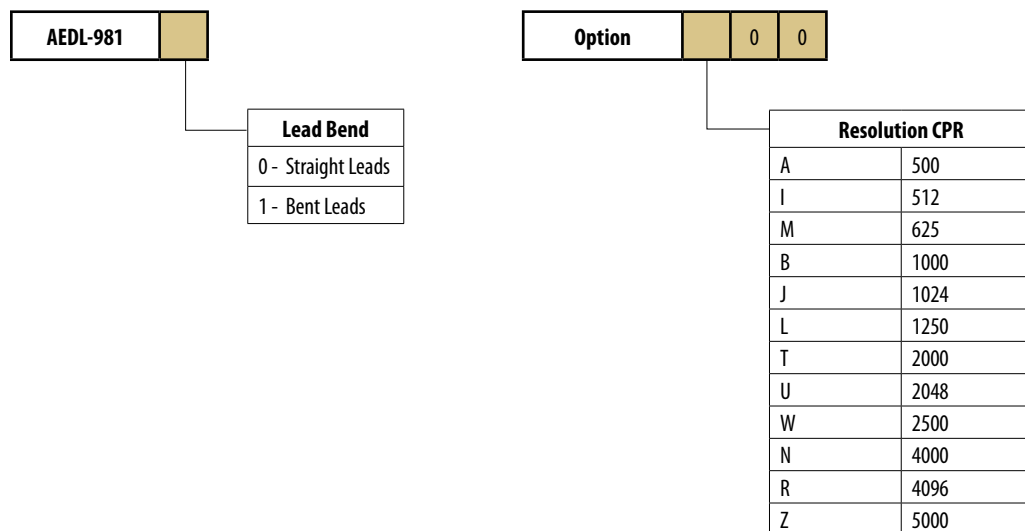 AEDL-981
Option 0 0
Lead Bend
0 - Straight Leads
1 - Bent Leads
Resolution CPR
A 500
I 512
M 625
B 1000
J 1024
L 1250
T 2000
U 2048
W 2500
N 4000
R 4096
Z 5000